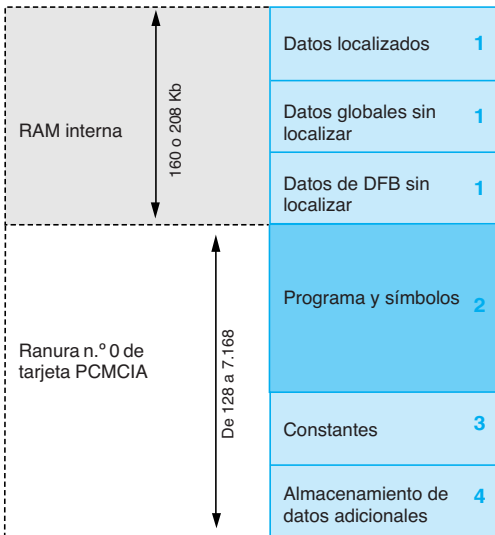 Datos localizados 1
RAM interna
160 o 208 Kb
Datos globales sin
localizar 1
Datos de DFB sin
localizar 1
Programa y símbolos 2
Ranura n.º 0 de
tarjeta PCMCIA
De 128 a 7.168
Constantes 3
Almacenamiento de
datos adicionales 4